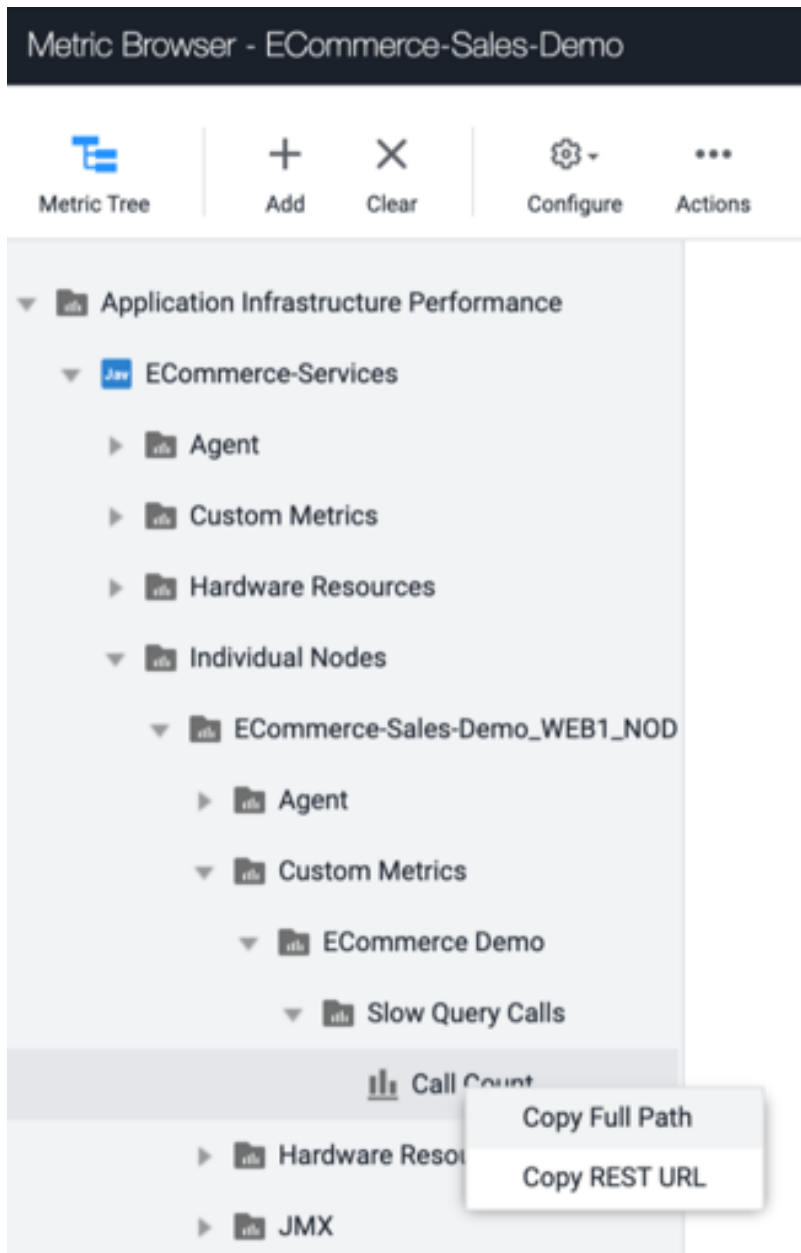 Metric Browser - ECommerce-Sales-Demo
Metric Tree
Add
Clear
Configure
Actions
Application Infrastructure Performance
Jav ECommerce-Services
Agent
Custom Metrics
Hardware Resources
Individual Nodes
ECommerce-Sales-Demo_WEB1_NOD
Agent
Custom Metrics
ECommerce Demo
Slow Query Calls
Call Count
Copy Full Path
Hardware Resou
Copy REST URL
JMX